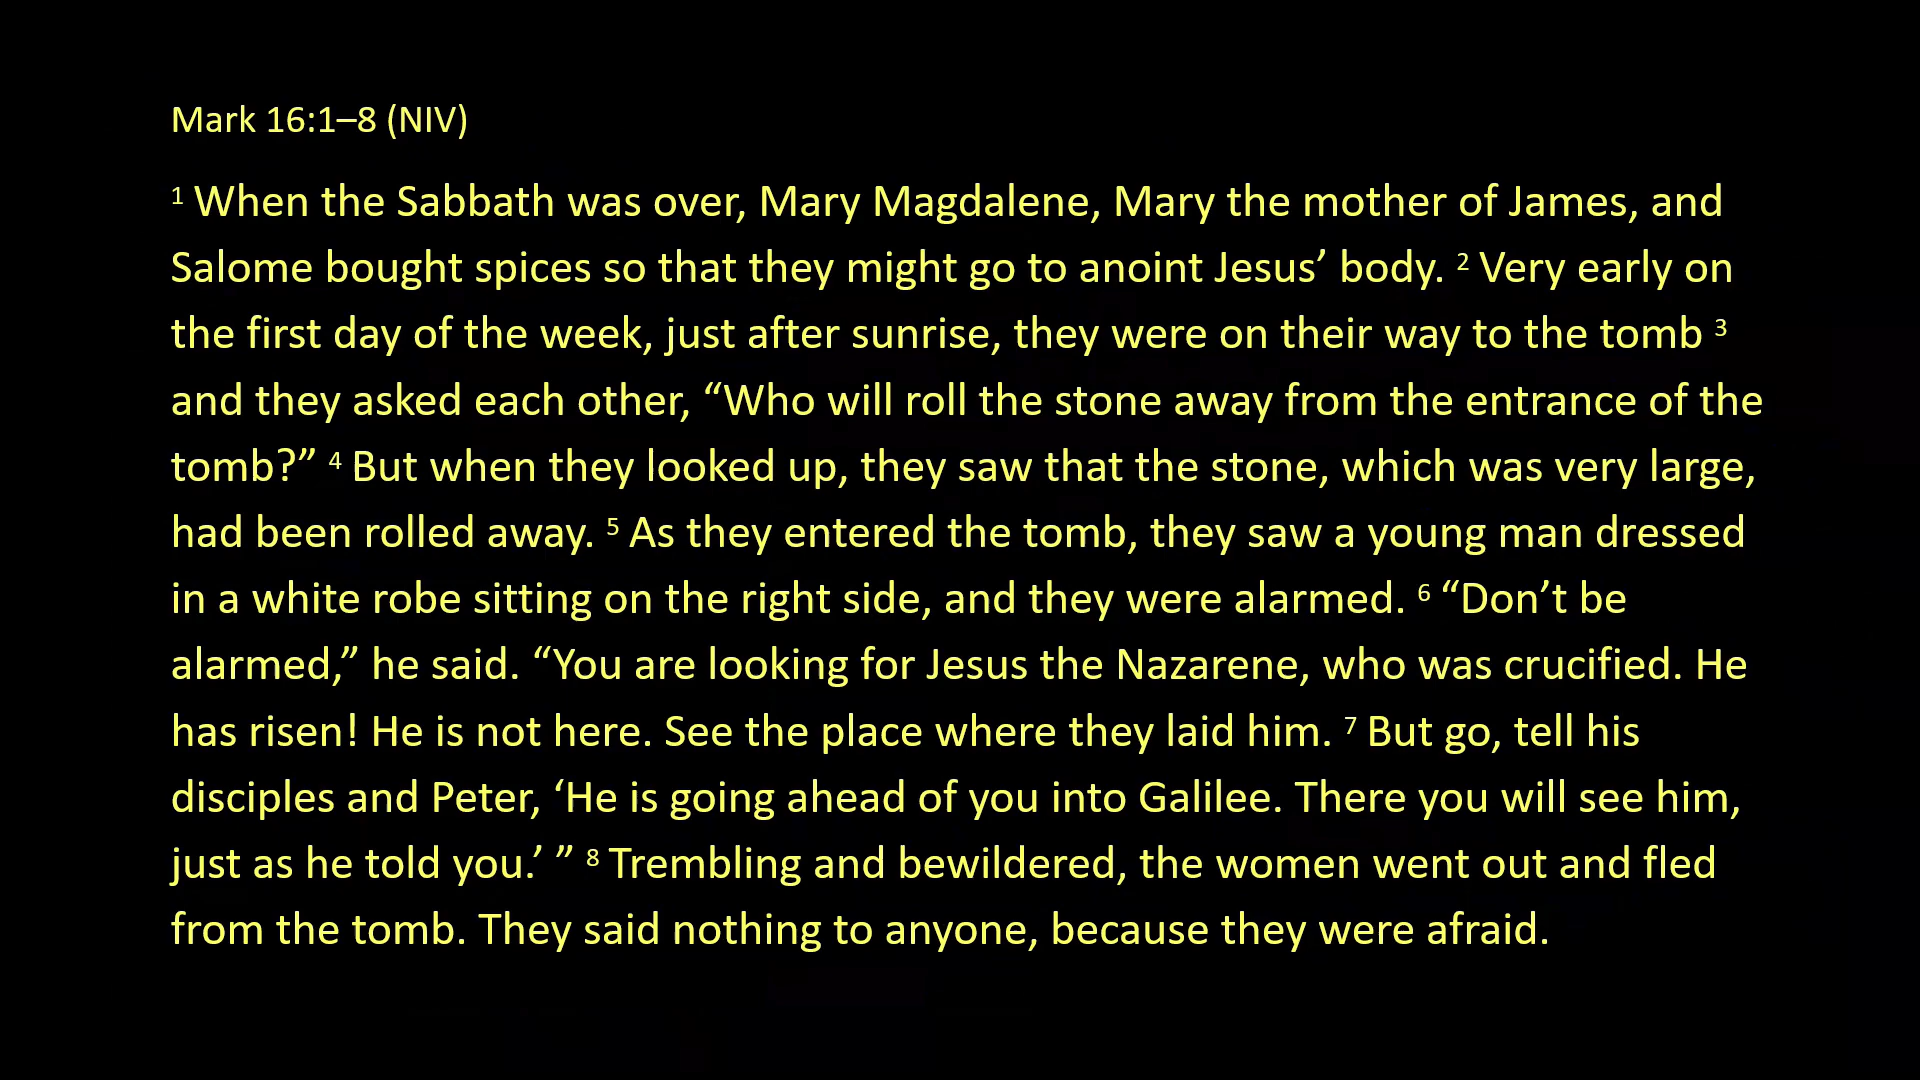 Mark 16:1–8 (NIV)
1 When the Sabbath was over, Mary Magdalene, Mary the mother of James, and
Salome bought spices so that they might go to anoint Jesus’ body. 2 Very early on
the first day of the week, just after sunrise, they were on their way to the tomb 3
and they asked each other, “Who will roll the stone away from the entrance of the
tomb?” 4 But when they looked up, they saw that the stone, which was very large,
had been rolled away. 5 As they entered the tomb, they saw a young man dressed
in a white robe sitting on the right side, and they were alarmed. 6 “Don’t be
alarmed,” he said. “You are looking for Jesus the Nazarene, who was crucified. He
has risen! He is not here. See the place where they laid him. 7 But go, tell his
disciples and Peter, ‘He is going ahead of you into Galilee. There you will see him,
just as he told you.’ ” 8 Trembling and bewildered, the women went out and fled
from the tomb. They said nothing to anyone, because they were afraid.